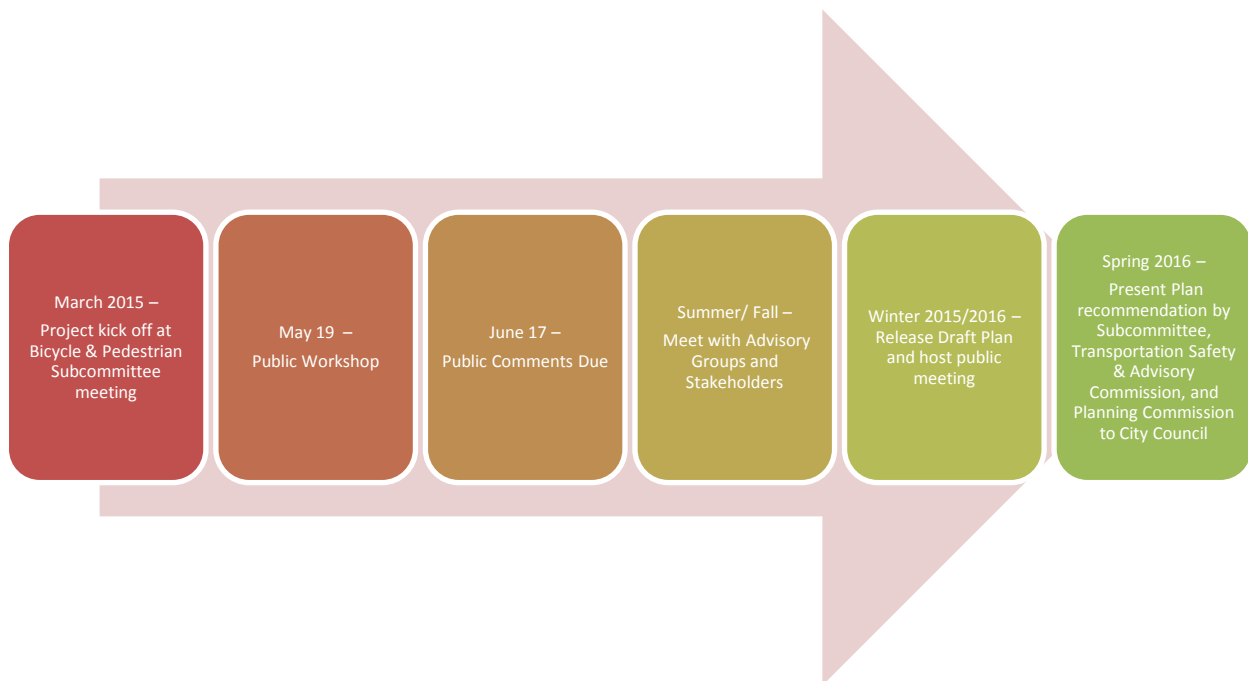 March 2015 –
Project kick off at
Bicycle & Pedestrian
Subcommittee
meeting
May 19  –
Public Workshop
June 17 –
Public Comments Due
Summer/ Fall –
Meet with Advisory
Groups and
Stakeholders
Winter 2015/2016 –
Release Draft Plan
and host public
meeting
Spring 2016 –
Present Plan
recommendation by
Subcommittee,
Transportation Safety
& Advisory
Commission, and
Planning Commission
to City Council